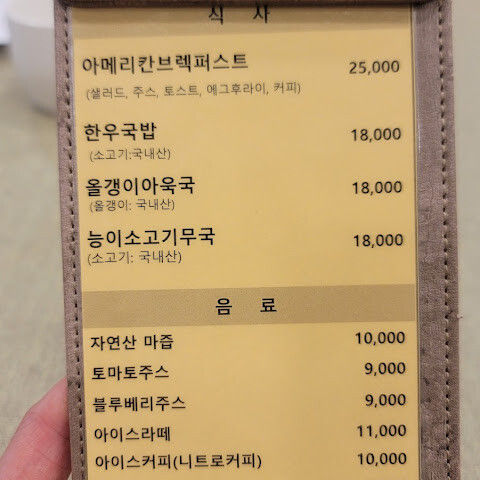 식 사
아메리칸브렉퍼스트 25,000
(샐러드, 주스, 토스트, 에그후라이, 커피)
한우국밥 18,000
(소고기:국내산)
올갱이아욱국 18,000
(올갱이: 국내산)
능이소고기무국 18,000
(소고기: 국내산)
음 료
자연산 마즙 10,000
토마토주스 9,000
블루베리주스 9,000
아이스라떼 11,000
아이스커피(니트로커피) 10,000